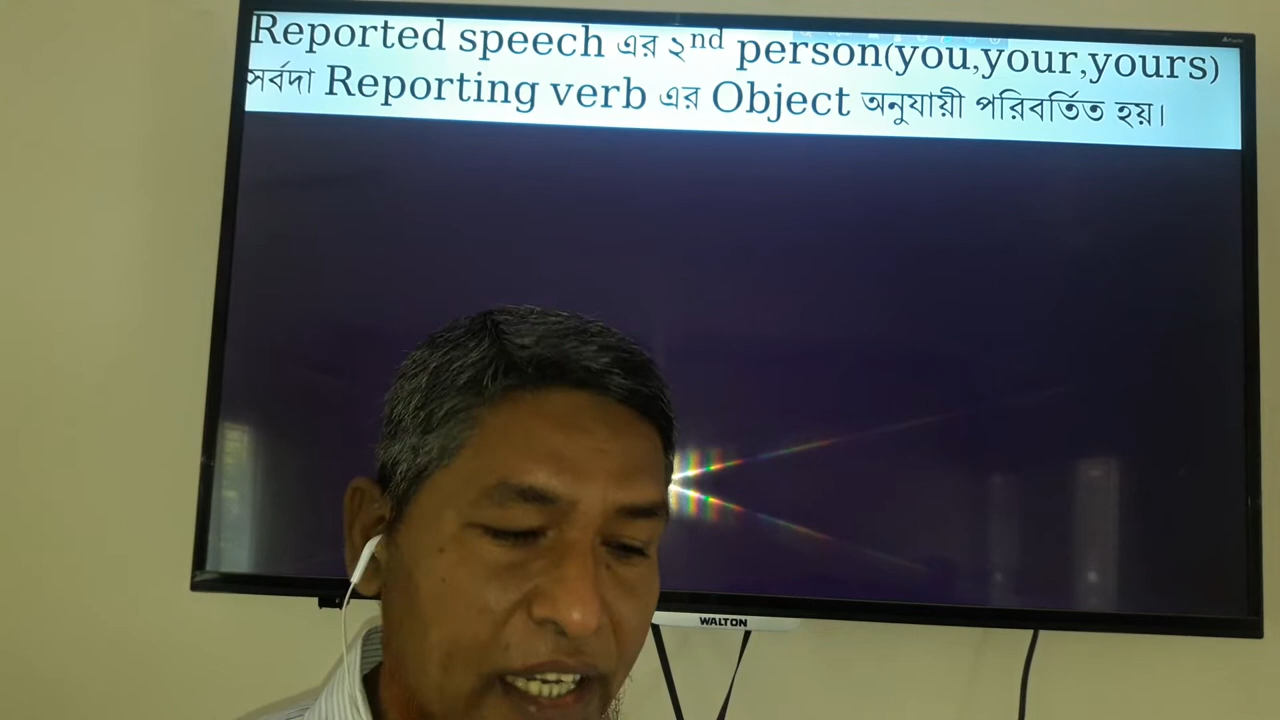 Reported speech এর ২nd person(you,your,yours)
সর্বদা Reporting verb এর Object অনুযায়ী পরিবর্তিত হয়।
WALTON